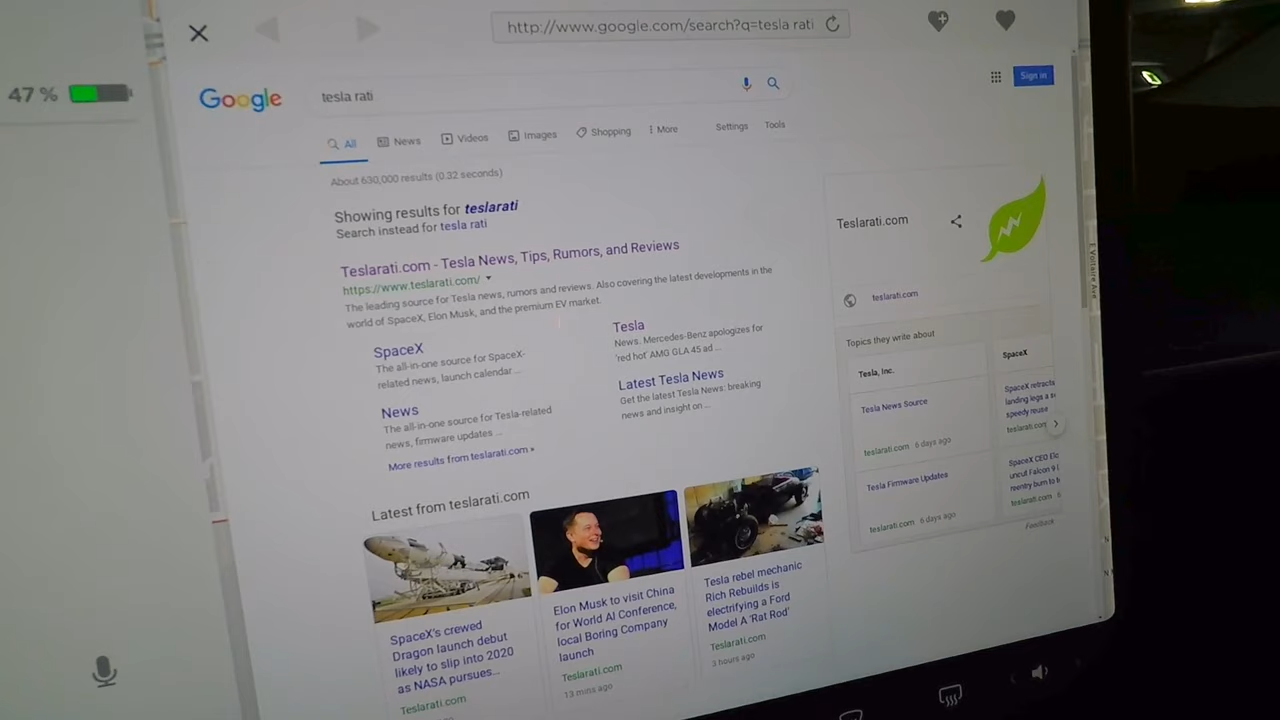 http://www.google.com/search?q=tesla rati
47 %
Google
tesla rati
Sign in
All
News
Videos
Images
Shopping
More
Settings
Tools
About 630,000 results (0.32 seconds)
Showing results for teslarati
Search instead for tesla rati
Teslarati.com - Tesla News, Tips, Rumors, and Reviews
https://www.teslarati.com/
The leading source for Tesla news, rumors and reviews. Also covering the latest developments in the
world of SpaceX, Elon Musk, and the premium EV market.
SpaceX
The all-in-one source for SpaceX-
related news, launch calendar ...
Tesla
News. Mercedes-Benz apologizes for
'red hot' AMG GLA 45 ad ...
News
The all-in-one source for Tesla-related
news, firmware updates ...
Latest Tesla News
Get the latest Tesla News: breaking
news and insight on ...
More results from teslarati.com »
Latest from teslarati.com
SpaceX's crewed
Dragon launch debut
likely to slip into 2020
as NASA pursues...
Teslarati.com
Elon Musk to visit China
for World AI Conference,
local Boring Company
launch
Teslarati.com
13 mins ago
Tesla rebel mechanic
Rich Rebuilds is
electrifying a Ford
Model A 'Rat Rod'
Teslarati.com
3 hours ago
Teslarati.com
teslarati.com
Topics they write about
Tesla, Inc.
Tesla News Source
teslarati.com 6 days ago
Tesla Firmware Updates
teslarati.com 6 days ago
SpaceX
SpaceX retracts
landing legs a
speedy reuse
teslarati.com
SpaceX CEO
uncut Falcon 9
reentry burn to
teslarati.com
Feedback
E Voltaire Ave